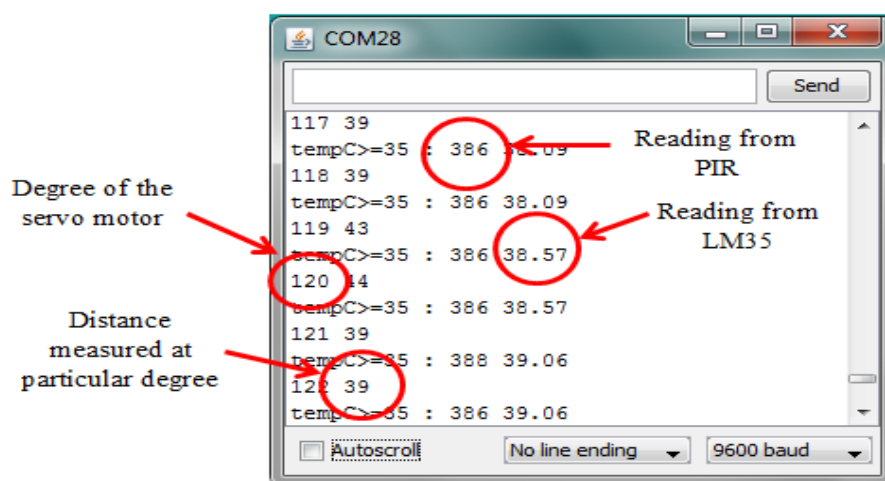 COM28
Send
117 39
tempC>=35 : 386 38.09
118 39
tempC>=35 : 386 38.09
119 43
tempC>=35 : 386 38.57
120 44
tempC>=35 : 386 38.57
121 39
tempC>=35 : 388 39.06
122 39
tempC>=35 : 386 39.06
Autoscroll
No line ending
9600 baud
Reading from
PIR
Reading from
LM35
Degree of the
servo motor
Distance
measured at
particular degree